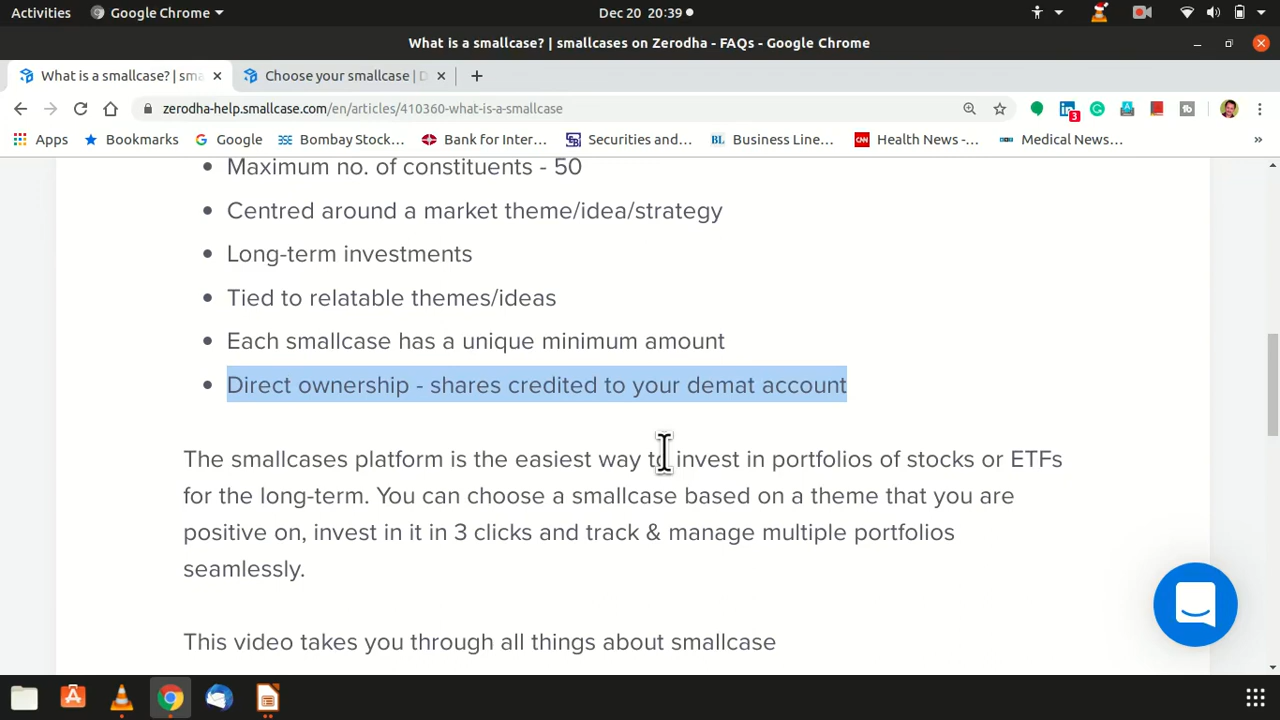 Activities
Google Chrome
Dec 20 20:39
What is a smallcase? | smallcases on Zerodha - FAQs - Google Chrome
What is a smallcase? | sma
Choose your smallcase | D
zerodha-help.smallcase.com/en/articles/410360-what-is-a-smallcase
3
Apps
Bookmarks
Google
Bombay Stock...
Bank for Inter...
Securities and...
BL Business Line...
CNN Health News -...
Medical News...
»
Maximum no. of constituents - 50
Centred around a market theme/idea/strategy
Long-term investments
Tied to relatable themes/ideas
Each smallcase has a unique minimum amount
Direct ownership - shares credited to your demat account
The smallcases platform is the easiest way to invest in portfolios of stocks or ETFs
for the long-term. You can choose a smallcase based on a theme that you are
positive on, invest in it in 3 clicks and track & manage multiple portfolios
seamlessly.
This video takes you through all things about smallcase